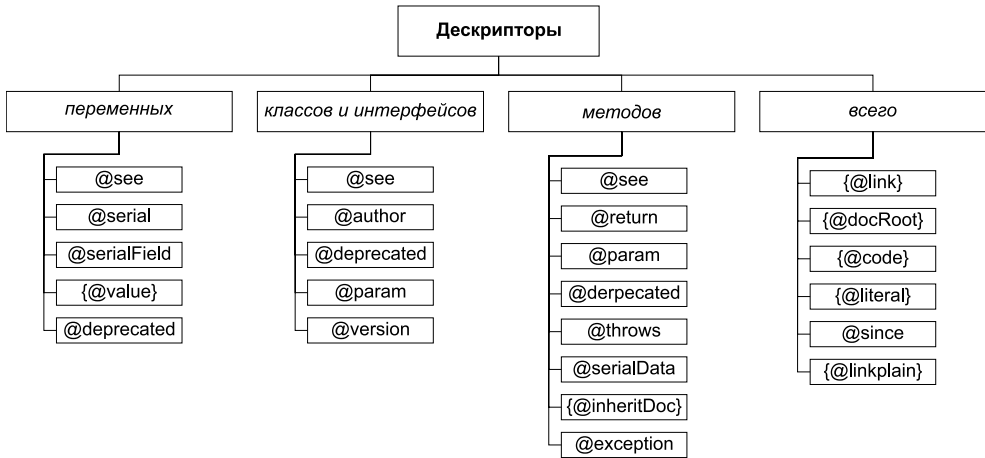 Дескрипторы
переменных
@see
@serial
@serialField
{@value}
@deprecated
классов и интерфейсов
@see
@author
@deprecated
@param
@version
методов
@see
@return
@param
@derpecated
@throws
@serialData
{@inheritDoc}
@exception
всего
{@link}
{@docRoot}
{@code}
{@literal}
@since
{@linkplain}